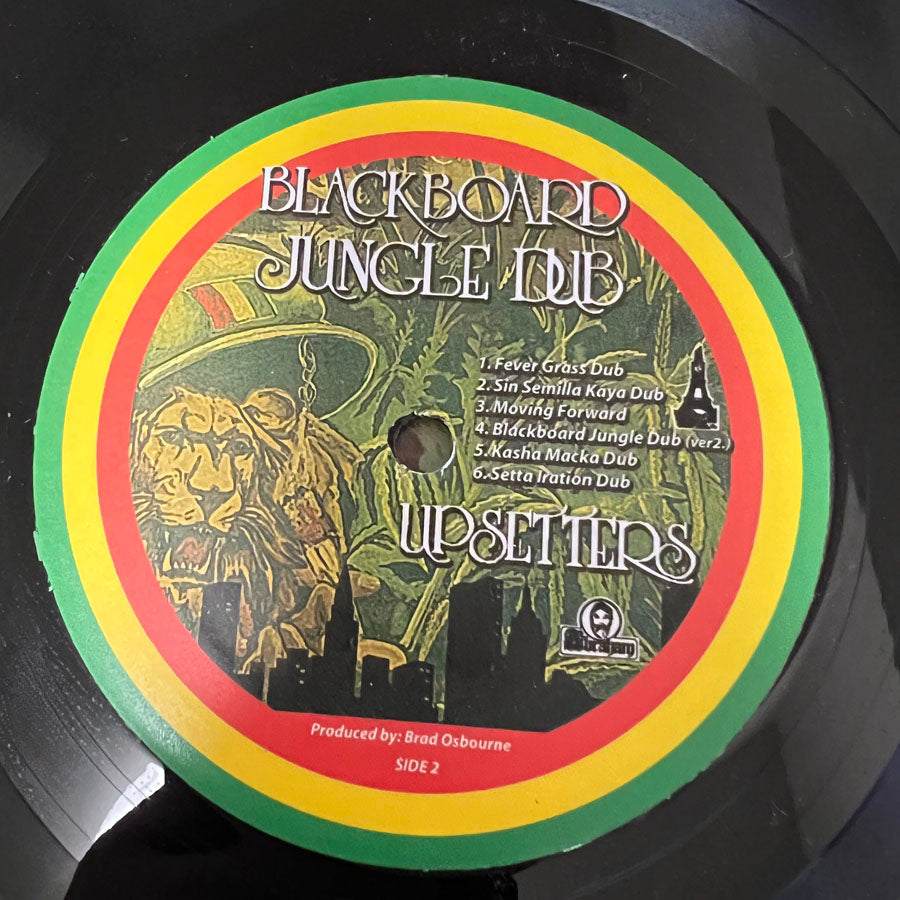 BLACKBOARD
JUNGLE DUB
1. Fever Grass Dub
2. Sin Semilla Kaya Dub
3. Moving Forward
4. Blackboard Jungle Dub (ver2.)
5. Kasha Macka Dub
6. Setta Iration Dub
UPSETTERS
Produced by: Brad Osbourne
SIDE 2